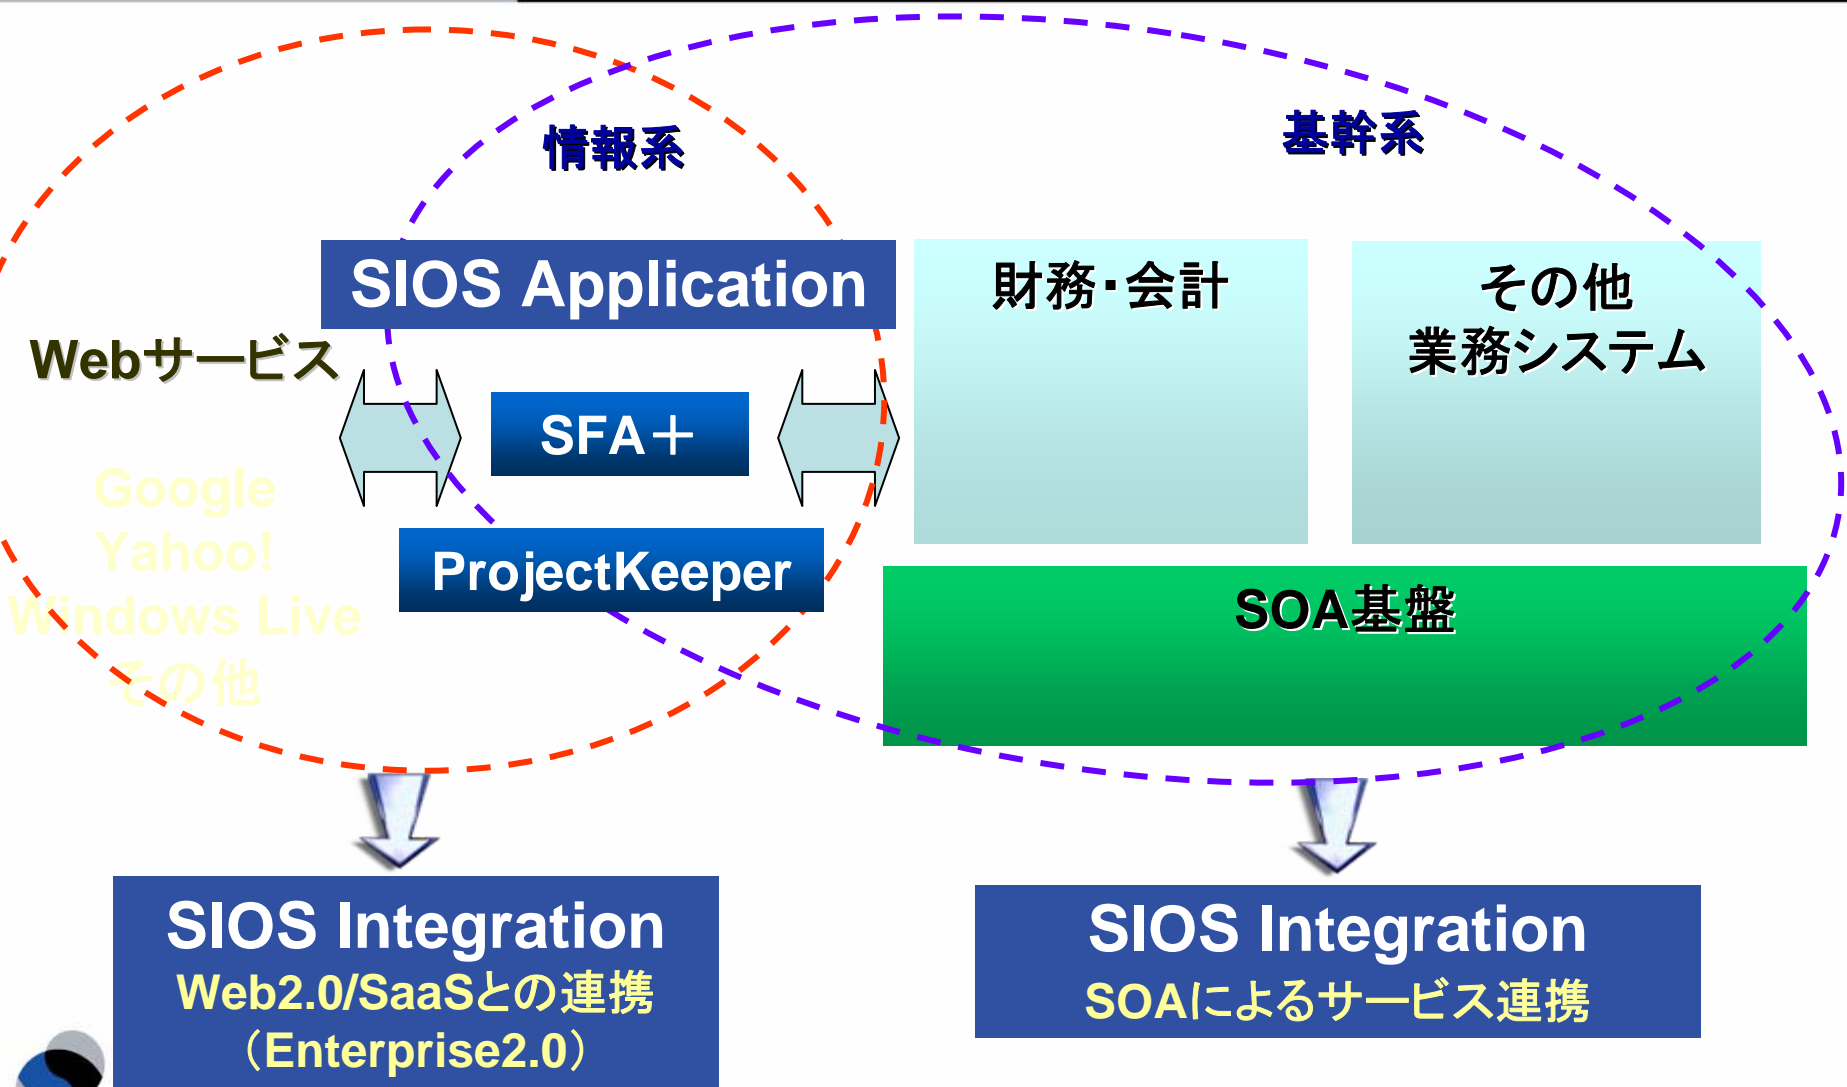 情報系
基幹系
SIOS Application
財務・会計
その他
業務システム
Webサービス
SFA＋
Google
Yahoo!
Windows Live
その他
ProjectKeeper
SOA基盤
SIOS Integration
Web2.0/SaaSとの連携
（Enterprise2.0）
SIOS Integration
SOAによるサービス連携